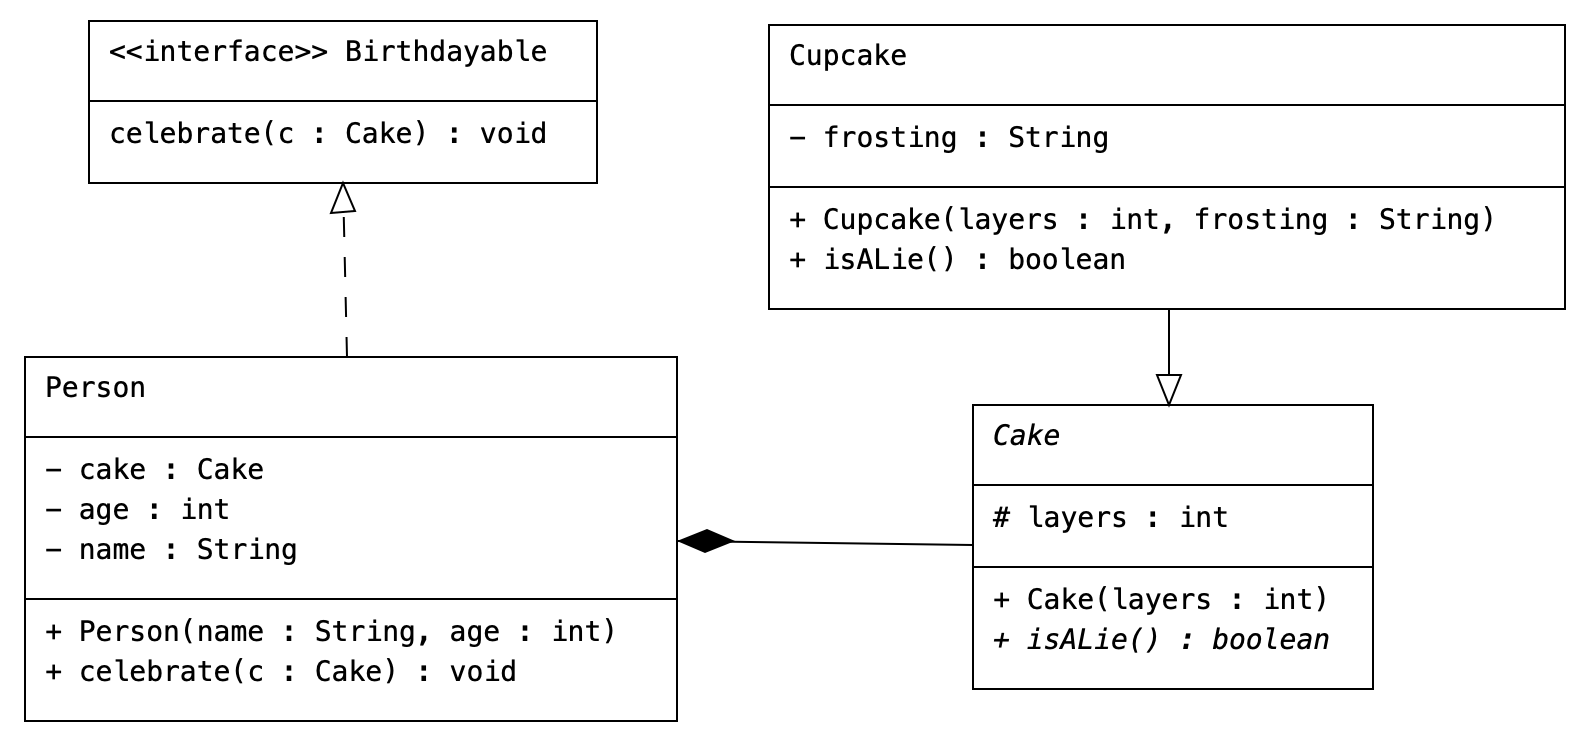 <<interface>> Birthdayable
celebrate(c : Cake) : void
Cupcake
- frosting : String
+ Cupcake(layers : int, frosting : String)
+ isALie() : boolean
Person
- cake : Cake
- age : int
- name : String
+ Person(name : String, age : int)
+ celebrate(c : Cake) : void
Cake
# layers : int
+ Cake(layers : int)
+ isALie() : boolean